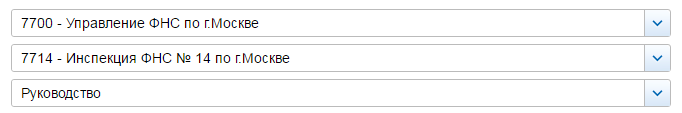 7700 - Управление ФНС по г.Москве
7714 - Инспекция ФНС № 14 по г.Москве
Руководство